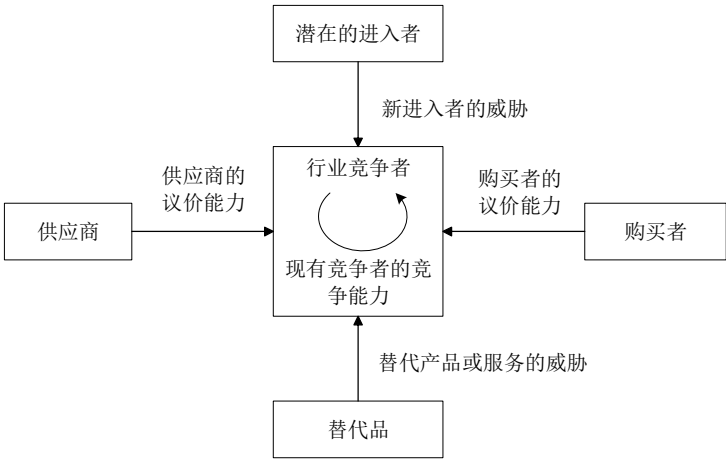 潜在的进入者
新进入者的威胁
行业竞争者
供应商的
议价能力
购买者的
议价能力
供应商
购买者
现有竞争者的竞
争能力
替代产品或服务的威胁
替代品